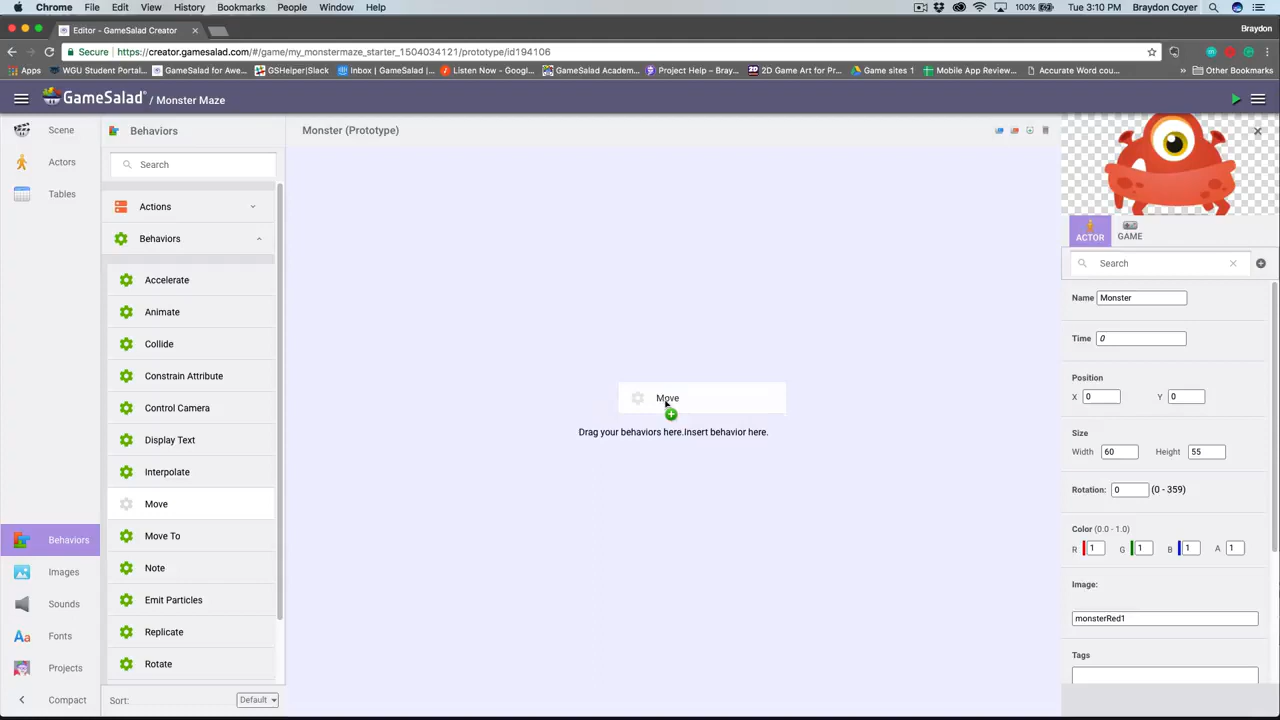 Chrome File Edit View History Bookmarks People Window Help 100% Tue 3:10 PM Braydon Coyer
Editor - GameSalad Creator Braydon
Secure https://creator.gamesalad.com/#/game/my_monstermaze_starter_1504034121/prototype/id194106
Apps WGU Student Portal... GameSalad for Awe... GSHelper|Slack Inbox | GameSalad |... Listen Now - Googl... GameSalad Academ... Project Help – Bray... 2D Game Art for Pr... Game sites 1 Mobile App Review... Accurate Word cou... » Other Bookmarks
GameSalad® / Monster Maze
Scene
Actors
Tables
Behaviors
Images
Sounds
Fonts
Projects
Compact
Behaviors
Search
Actions
Behaviors
Accelerate
Animate
Collide
Constrain Attribute
Control Camera
Display Text
Interpolate
Move
Move To
Note
Emit Particles
Replicate
Rotate
Sort: Default
Monster (Prototype)
Move
Drag your behaviors here.Insert behavior here.
ACTOR GAME
Search
Name Monster
Time 0
Position
X 0 Y 0
Size
Width 60 Height 55
Rotation: 0 (0 - 359)
Color (0.0 - 1.0)
R 1 G 1 B 1 A 1
Image:
monsterRed1
Tags